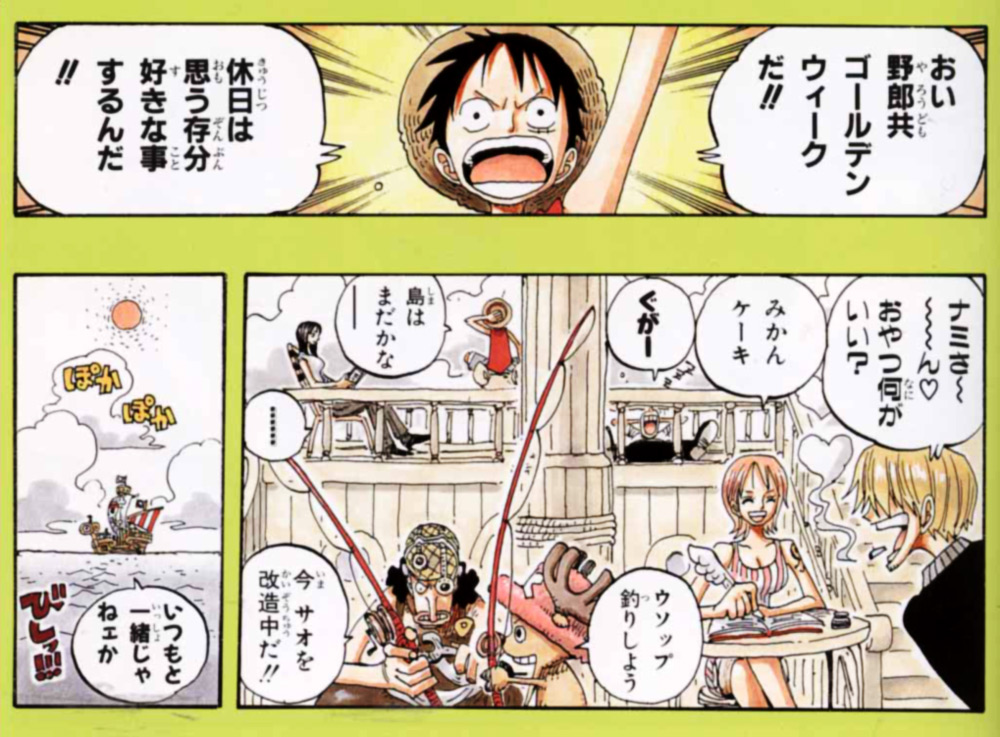 おい
野郎共
ゴールデン
ウィーク
だ!!
休日は
思う存分
好きな事
するんだ
!!
ナミさ〜
〜〜ん♡
おやつ何が
いい？
みかん
ケーキ
ぐがー
ZZZZ
島は
まだかな
――
……
ウソップ
釣りしよう
今 サオを
改造中だ!!
ぽか
ぽか
いつもと
一緒じゃ
ねェか
びしっ!!